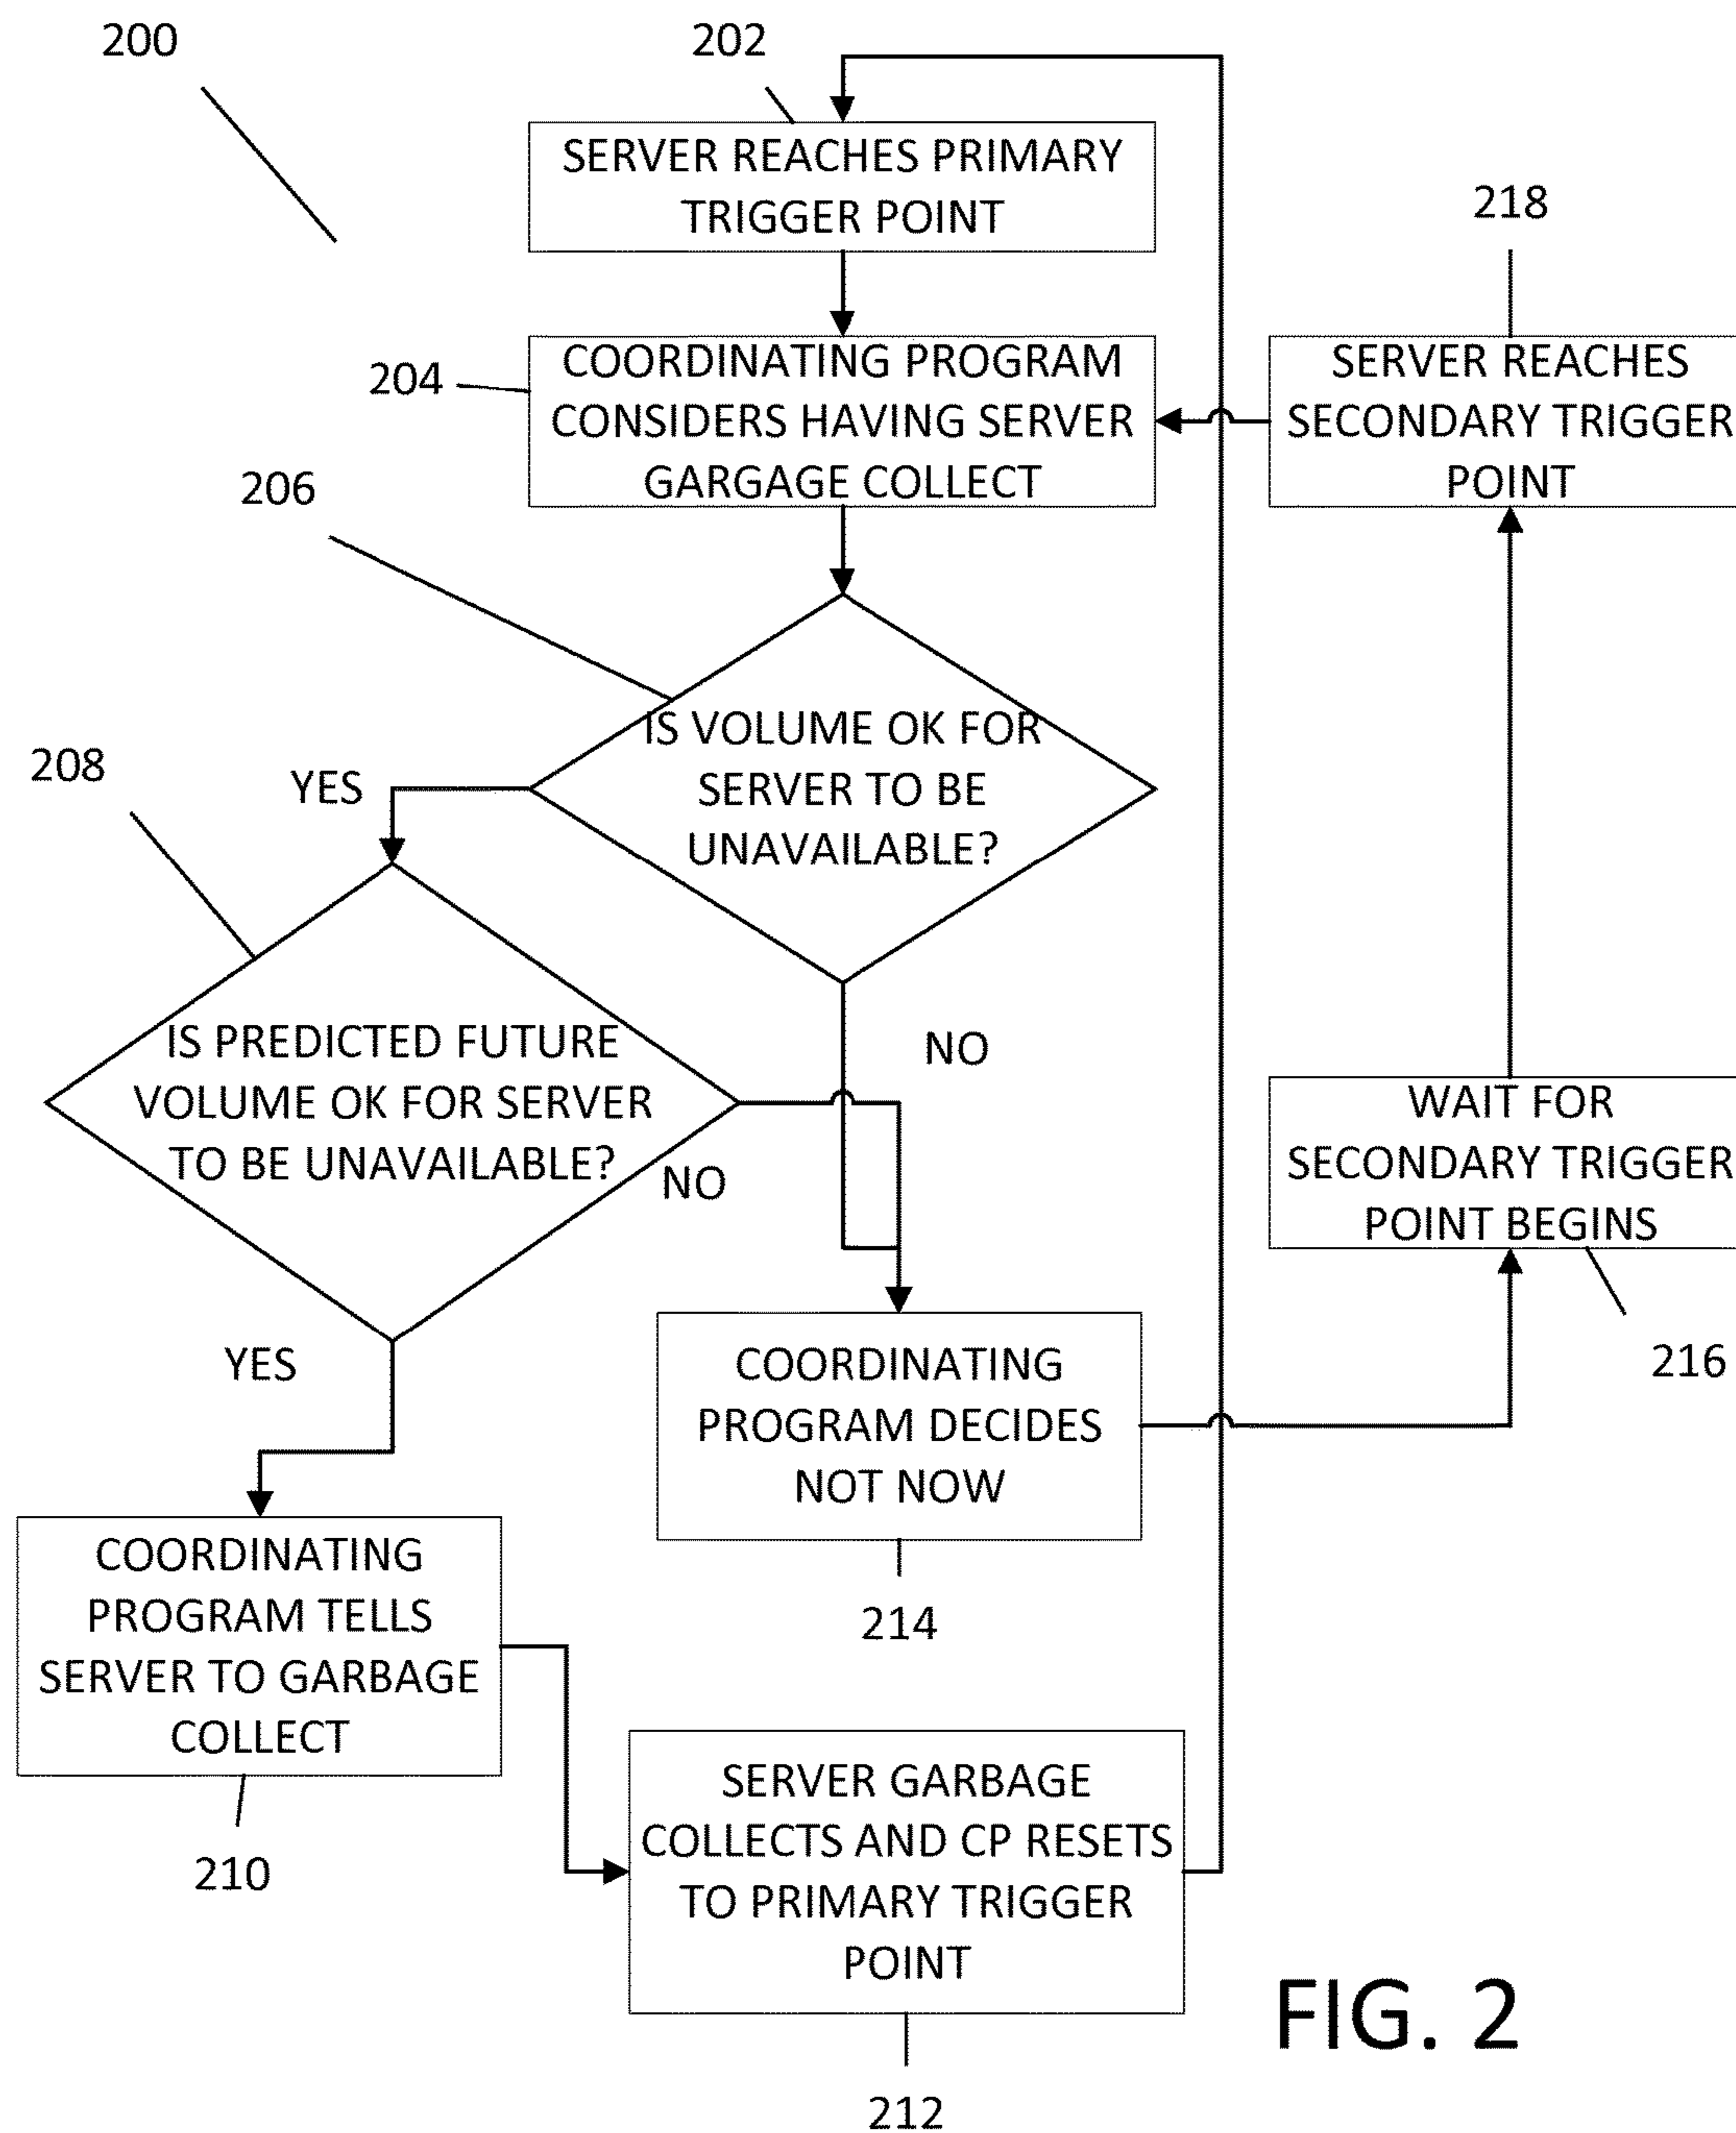 200
202
SERVER REACHES PRIMARY
TRIGGER POINT
218
204
COORDINATING PROGRAM
CONSIDERS HAVING SERVER
GARGAGE COLLECT
SERVER REACHES
SECONDARY TRIGGER
POINT
206
IS VOLUME OK FOR
SERVER TO BE
UNAVAILABLE?
208
YES
NO
IS PREDICTED FUTURE
VOLUME OK FOR SERVER
TO BE UNAVAILABLE?
NO
WAIT FOR
SECONDARY TRIGGER
POINT BEGINS
216
YES
COORDINATING
PROGRAM DECIDES
NOT NOW
214
COORDINATING
PROGRAM TELLS
SERVER TO GARBAGE
COLLECT
210
SERVER GARBAGE
COLLECTS AND CP RESETS
TO PRIMARY TRIGGER
POINT
212
FIG. 2